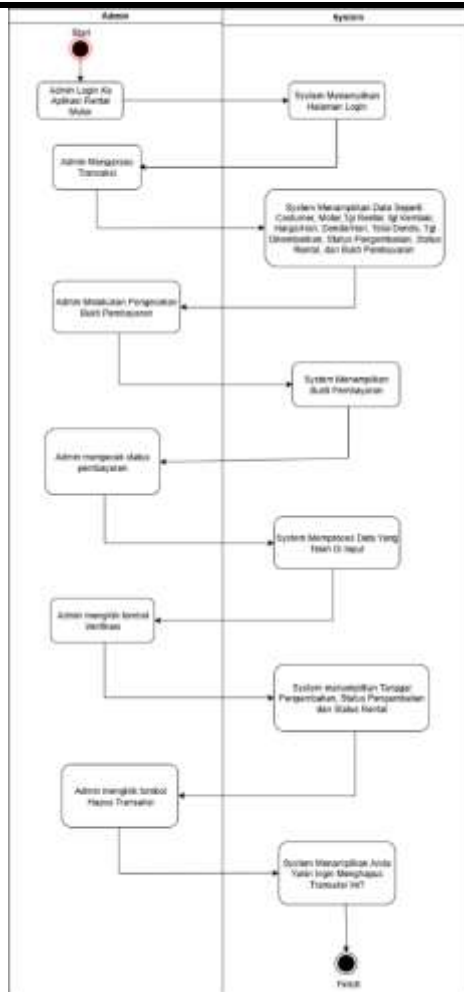 Admin
System
Start
Admin Login Ke
Aplikasi Rental
Motor
System Menampilkan
Halaman Login
Admin Mengproses
Transaksi
System Menampilkan Data Seperti
Costumer, Motor, Tgl Rental, tgl Kembali,
Harga/Hari, Denda/Hari, Total Denda, Tgl
Dikembalikan, Status Pengembalian, Status
Rental, dan Bukti Pembayaran
Admin Melakukan Pengecekan
Bukti Pembayaran
System Menampilkan
Bukti Pembayaran
Admin mengecek status
pembayaran
System Memproses Data Yang
Telah Di Input
Admin mengklik tombol
Verifikasi
System menampilkan Tanggal
Pengembalian, Status Pengembalian
dan Status Rental
Admin mengklik tombol
Hapus Transaksi
System Menampilkan Anda
Yakin Ingin Menghapus
Transaksi Ini?
Finish